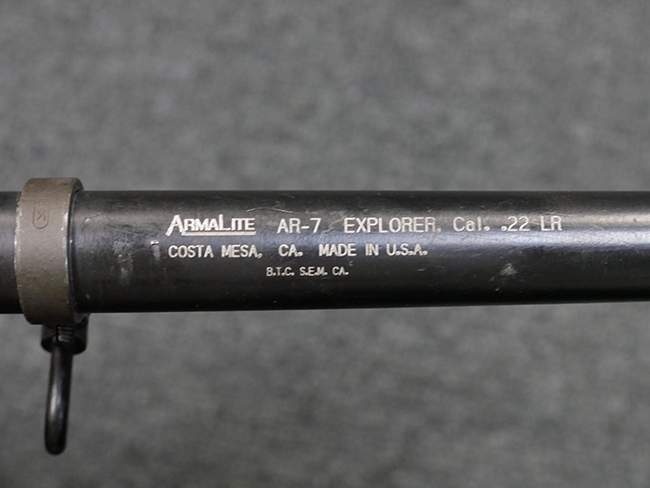 ARMALITE AR-7 EXPLORER. Cal. .22 LR
COSTA MESA, CA. MADE IN U.S.A.
B.T.C. S.E.M. CA.